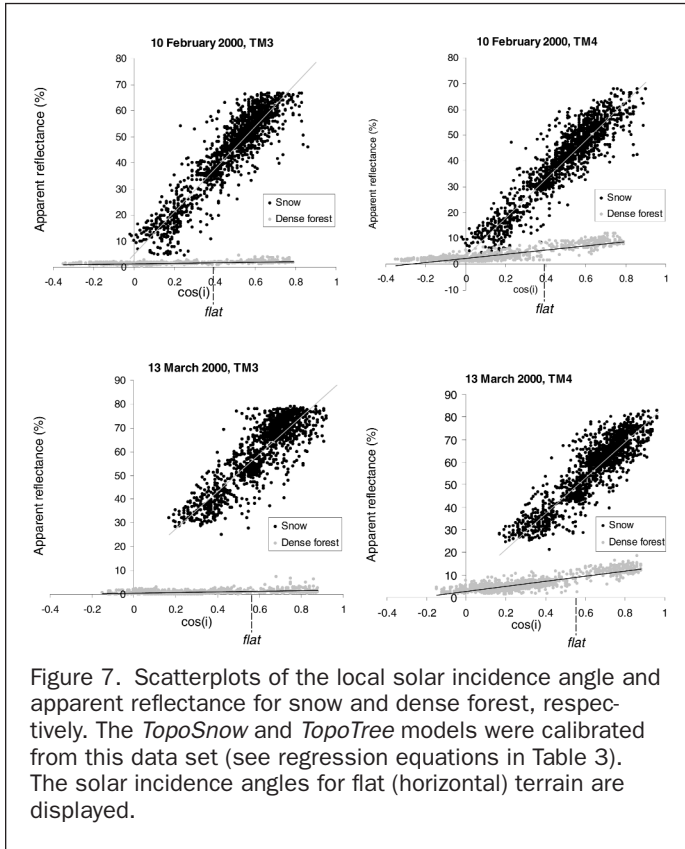 10 February 2000, TM3
Apparent reflectance (%)
80
70
60
50
40
30
20
10
0
Snow
Dense forest
-0.4
-0.2
0
0.2
0.4
0.6
0.8
1
cos(i)
flat
10 February 2000, TM4
Apparent reflectance (%)
80
70
60
50
40
30
20
10
0
-10
Snow
Dense forest
-0.4
-0.2
0
0.2
0.4
0.6
0.8
1
cos(i)
flat
13 March 2000, TM3
Apparent reflectance (%)
90
80
70
60
50
40
30
20
10
0
Snow
Dense forest
-0.4
-0.2
0
0.2
0.4
0.6
0.8
1
cos(i)
flat
13 March 2000, TM4
Apparent reflectance (%)
90
80
70
60
50
40
30
20
10
0
Snow
Dense forest
-0.4
-0.2
0
0.2
0.4
0.6
0.8
1
cos(i)
flat
Figure 7. Scatterplots of the local solar incidence angle and
apparent reflectance for snow and dense forest, respec-
tively. The TopoSnow and TopoTree models were calibrated
from this data set (see regression equations in Table 3).
The solar incidence angles for flat (horizontal) terrain are
displayed.